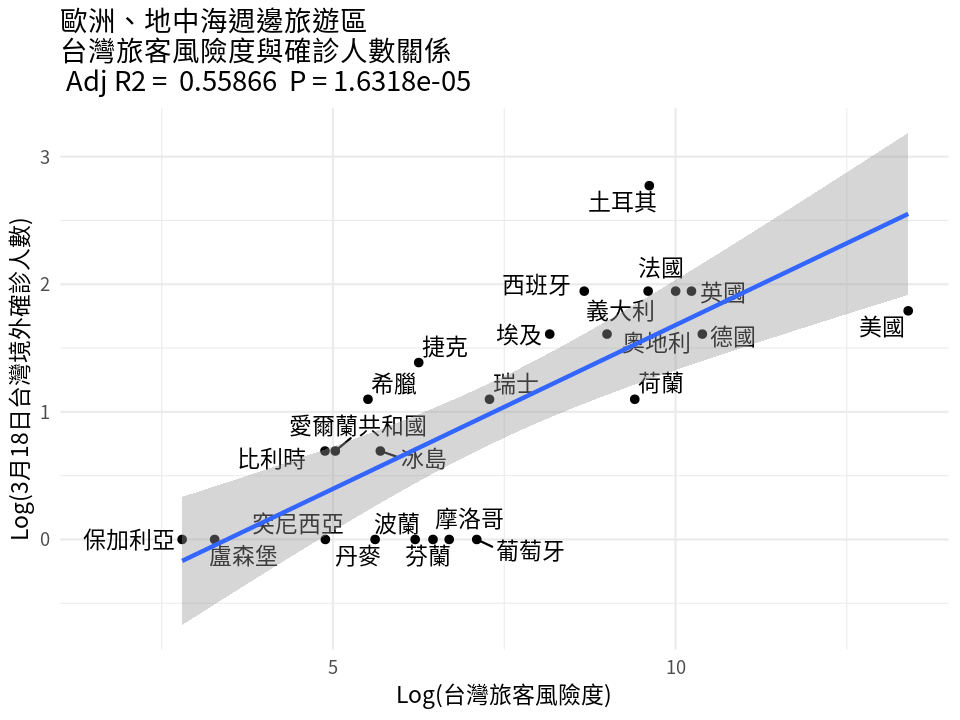 歐洲、地中海週邊旅遊區
台灣旅客風險度與確診人數關係
Adj R2 = 0.55866 P = 1.6318e-05
Log(3月18日台灣境外確診人數)
3
2
1
0
土耳其
法國
西班牙
英國
義大利
美國
埃及
奧地利
德國
捷克
希臘
瑞士
荷蘭
愛爾蘭共和國
比利時
冰島
突尼西亞
波蘭
摩洛哥
保加利亞
盧森堡
丹麥
芬蘭
葡萄牙
5
10
Log(台灣旅客風險度)